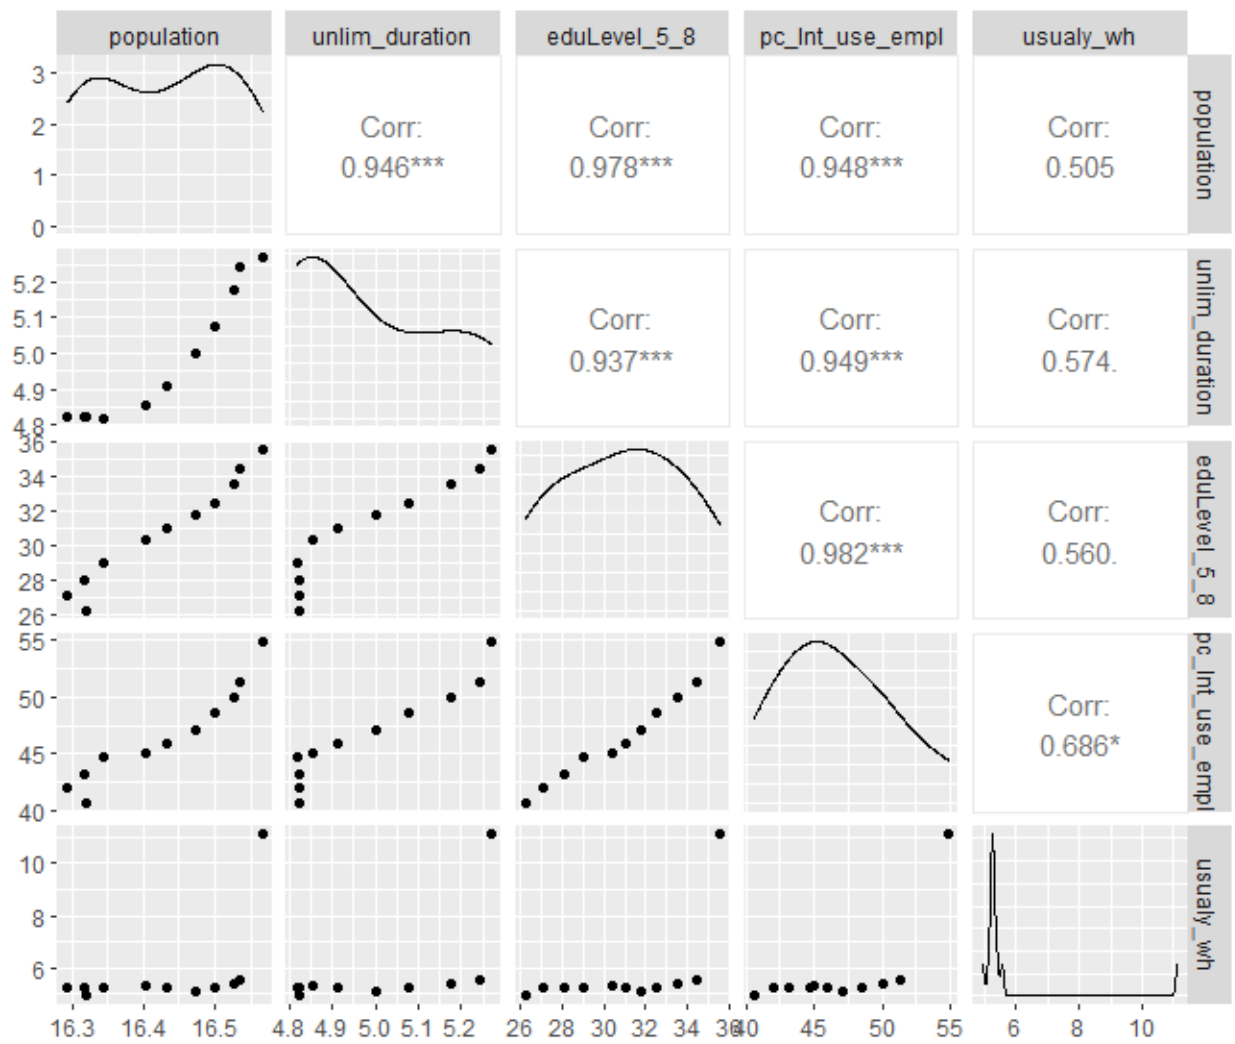 population unlim_duration eduLevel_5_8 pc_Int_use_empl usualy_wh
3
2
1
0
Corr:
0.946***
Corr:
0.978***
Corr:
0.948***
Corr:
0.505
population
5.2
5.1
5.0
4.9
4.8
Corr:
0.937***
Corr:
0.949***
Corr:
0.574.
unlim_duration
36
34
32
30
28
26
Corr:
0.982***
Corr:
0.560.
eduLevel_5_8
55
50
45
40
Corr:
0.686*
pc_Int_use_empl
10
8
6
usualy_wh
16.3 16.4 16.5 4.8 4.9 5.0 5.1 5.2 26 28 30 32 34 36 40 45 50 55 6 8 10